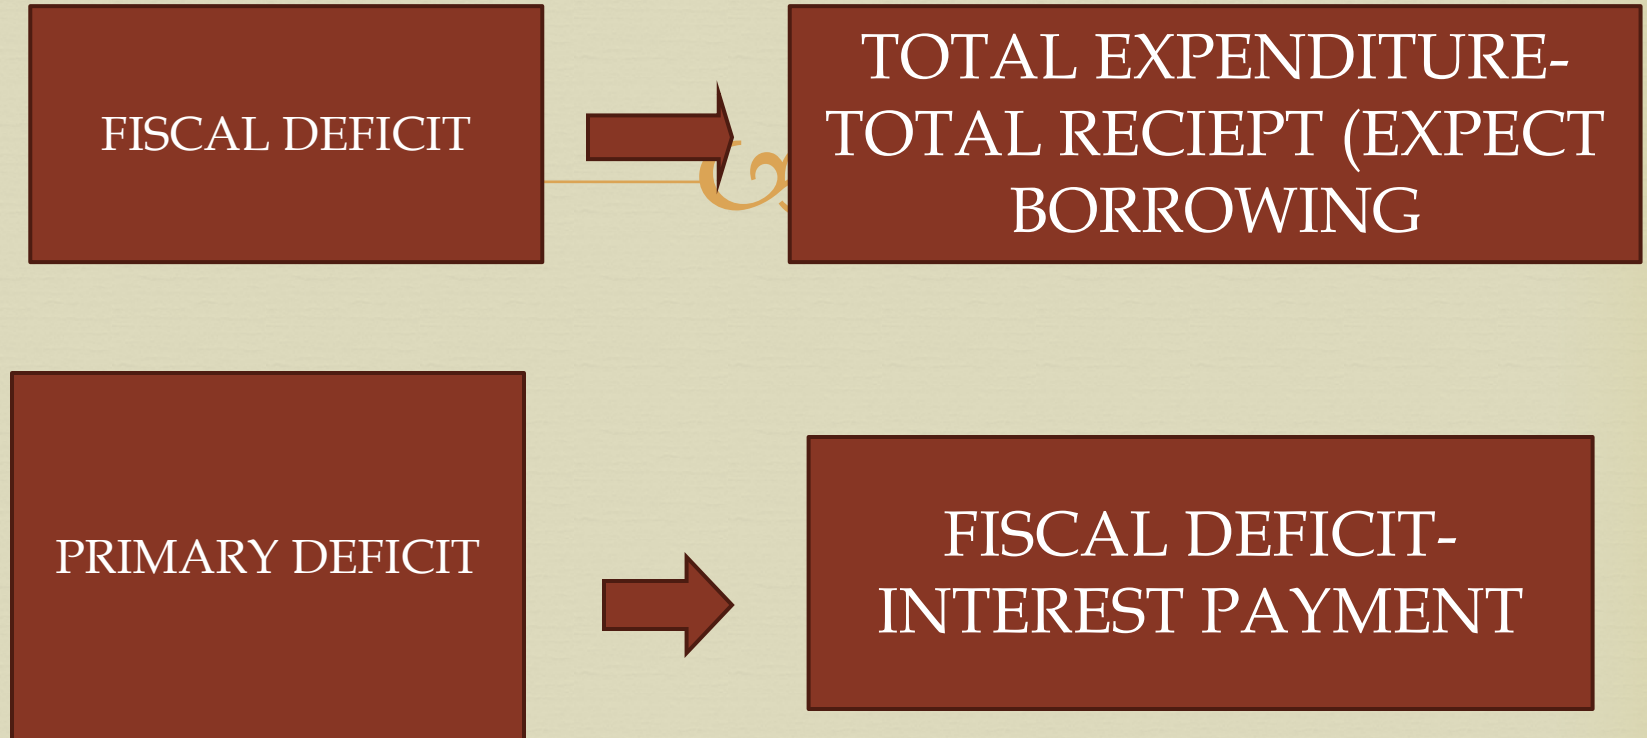 FISCAL DEFICIT
TOTAL EXPENDITURE-
TOTAL RECIEPT (EXPECT
BORROWING
PRIMARY DEFICIT
FISCAL DEFICIT-
INTEREST PAYMENT